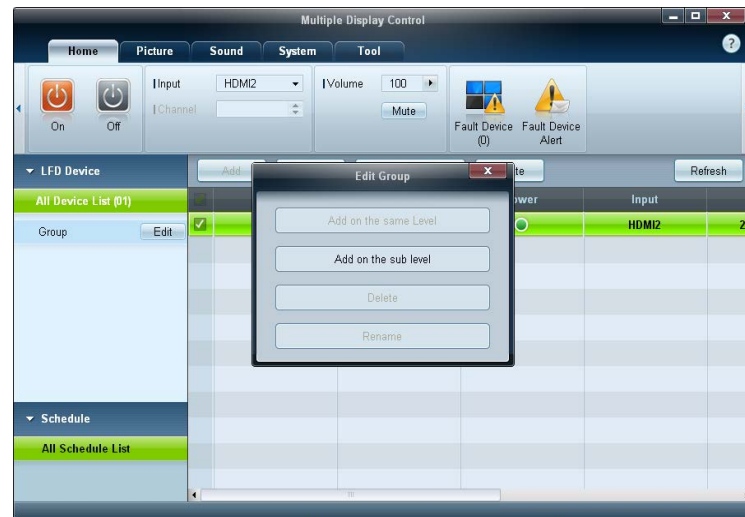 Multiple Display Control
Home Picture Sound System Tool
?
Input HDMI2 Volume 100
Channel Mute
On Off Fault Device (0) Fault Device Alert
LFD Device Add Refresh
All Device List (01) Input
Group Edit HDMI2 2
Edit Group
Add on the same Level
Add on the sub level
Delete
Rename
Schedule
All Schedule List